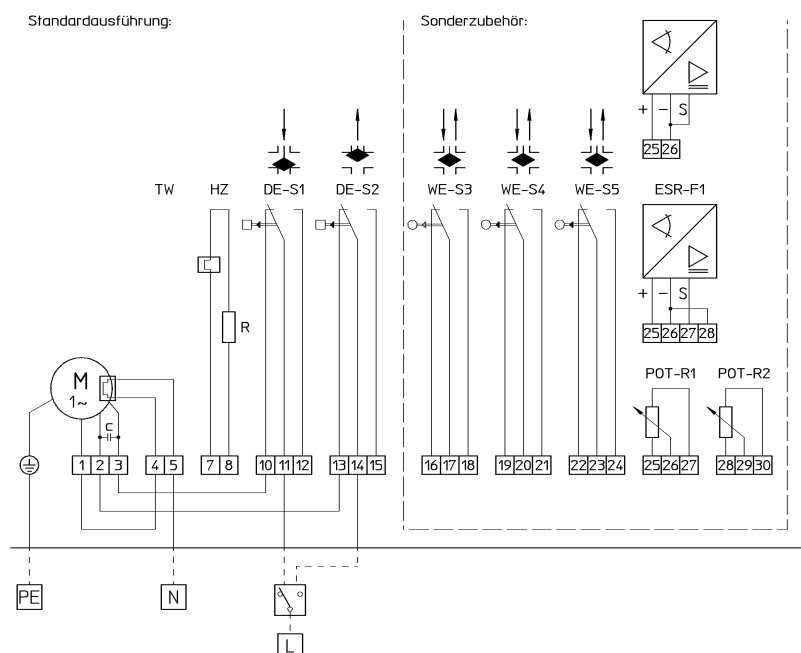 Standardausführung:
Sonderzubehör:
+ − S
25 26
TW HZ DE-S1 DE-S2 WE-S3 WE-S4 WE-S5 ESR-F1
+ − S
R
25 26 27 28
M
1~
POT-R1 POT-R2
C
1 2 3 4 5 7 8 10 11 12 13 14 15 16 17 18 19 20 21 22 23 24 25 26 27 28 29 30
PE N
L